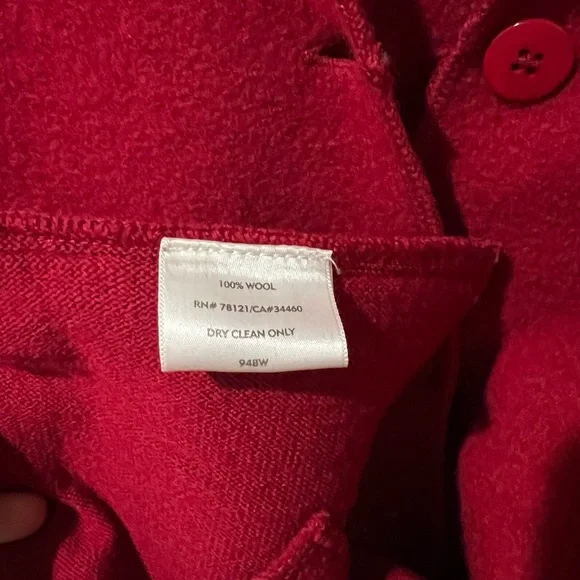 100% WOOL
RN# 78121/CA#34460
DRY CLEAN ONLY
948W